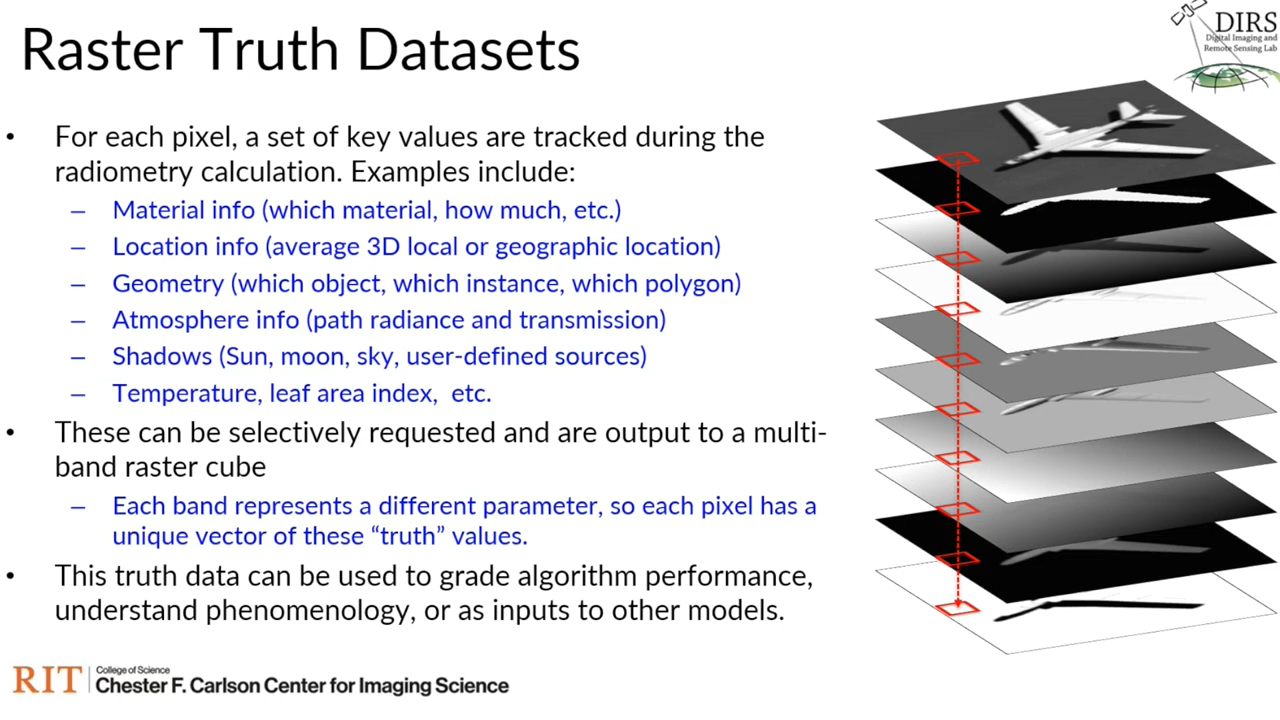 Raster Truth Datasets
DIRS
Digital Imaging and
Remote Sensing Lab
• For each pixel, a set of key values are tracked during the
radiometry calculation. Examples include:
– Material info (which material, how much, etc.)
– Location info (average 3D local or geographic location)
– Geometry (which object, which instance, which polygon)
– Atmosphere info (path radiance and transmission)
– Shadows (Sun, moon, sky, user-defined sources)
– Temperature, leaf area index,  etc.
• These can be selectively requested and are output to a multi-
band raster cube
– Each band represents a different parameter, so each pixel has a
unique vector of these “truth” values.
• This truth data can be used to grade algorithm performance,
understand phenomenology, or as inputs to other models.
RIT
College of Science
Chester F. Carlson Center for Imaging Science